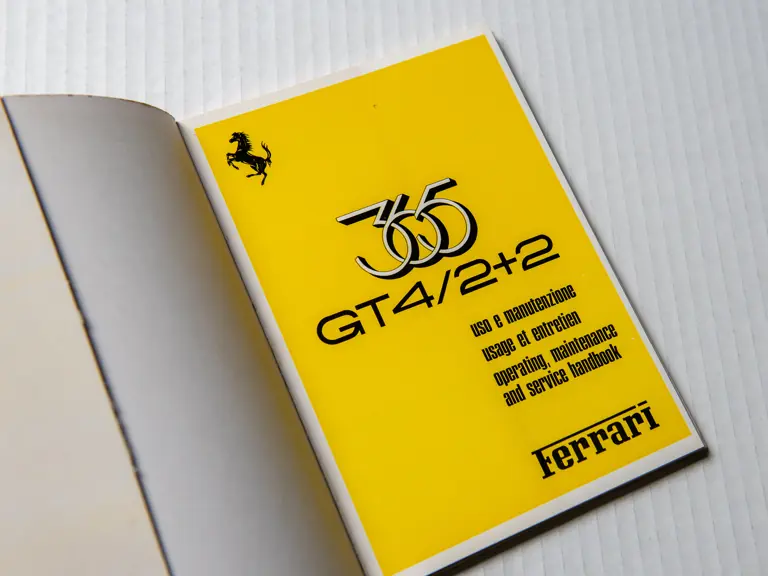 365
GT4/2+2
uso e manutenzione
usage et entretien
operating, maintenance
and service handbook
Ferrari